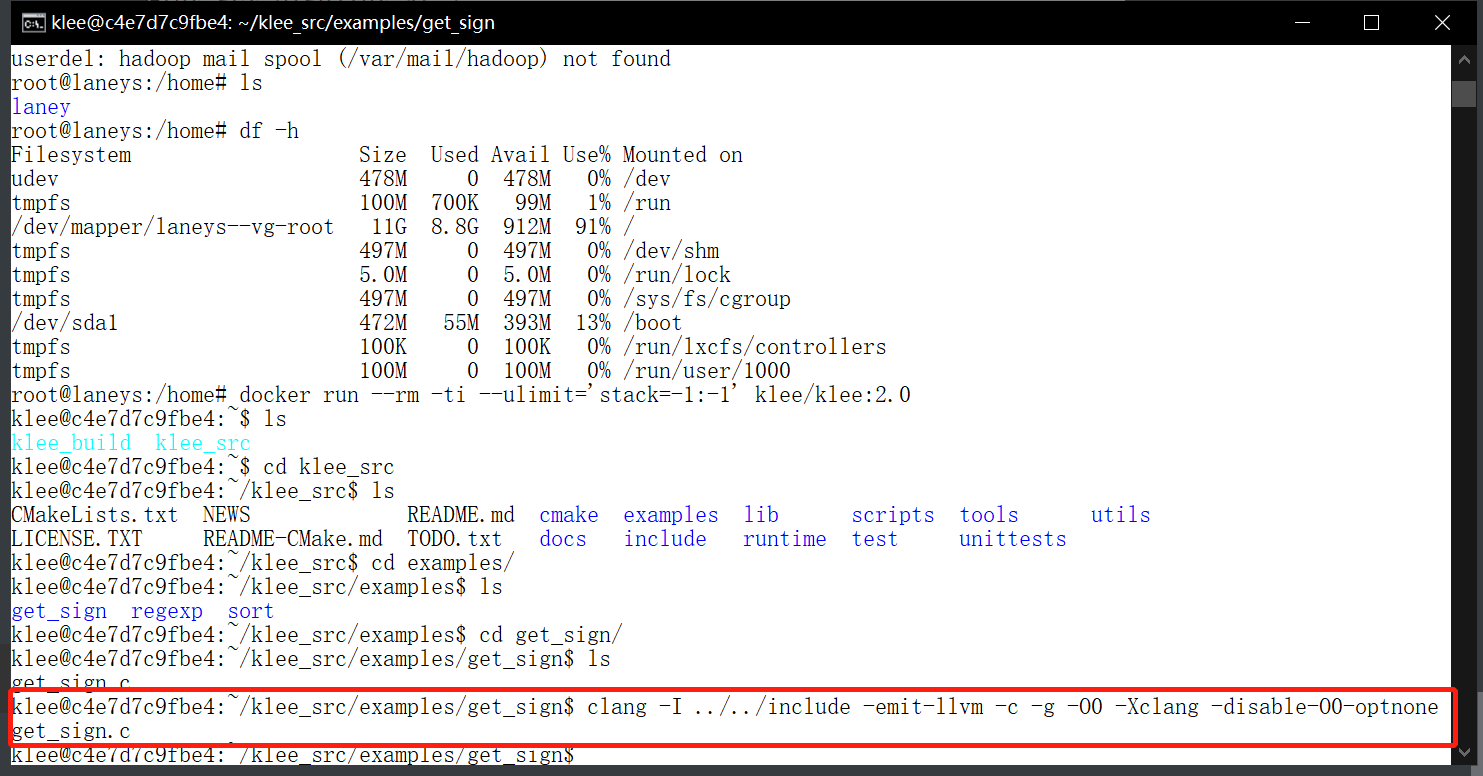 klee@c4e7d7c9fbe4: ~/klee_src/examples/get_sign
userdel: hadoop mail spool (/var/mail/hadoop) not found
root@laneys:/home# ls
laney
root@laneys:/home# df -h
Filesystem Size Used Avail Use% Mounted on
udev 478M 0 478M 0% /dev
tmpfs 100M 700K 99M 1% /run
/dev/mapper/laneys--vg-root 11G 8.8G 912M 91% /
tmpfs 497M 0 497M 0% /dev/shm
tmpfs 5.0M 0 5.0M 0% /run/lock
tmpfs 497M 0 497M 0% /sys/fs/cgroup
/dev/sda1 472M 55M 393M 13% /boot
tmpfs 100K 0 100K 0% /run/lxcfs/controllers
tmpfs 100M 0 100M 0% /run/user/1000
root@laneys:/home# docker run --rm -ti --ulimit='stack=-1:-1' klee/klee:2.0
klee@c4e7d7c9fbe4:~$ ls
klee_build klee_src
klee@c4e7d7c9fbe4:~$ cd klee_src
klee@c4e7d7c9fbe4:~/klee_src$ ls
CMakeLists.txt NEWS README.md cmake examples lib scripts tools utils
LICENSE.TXT README-CMake.md TODO.txt docs include runtime test unittests
klee@c4e7d7c9fbe4:~/klee_src$ cd examples/
klee@c4e7d7c9fbe4:~/klee_src/examples$ ls
get_sign regexp sort
klee@c4e7d7c9fbe4:~/klee_src/examples$ cd get_sign/
klee@c4e7d7c9fbe4:~/klee_src/examples/get_sign$ ls
get_sign.c
klee@c4e7d7c9fbe4:~/klee_src/examples/get_sign$ clang -I ../../include -emit-llvm -c -g -O0 -Xclang -disable-O0-optnone
get_sign.c
klee@c4e7d7c9fbe4:~/klee_src/examples/get_sign$